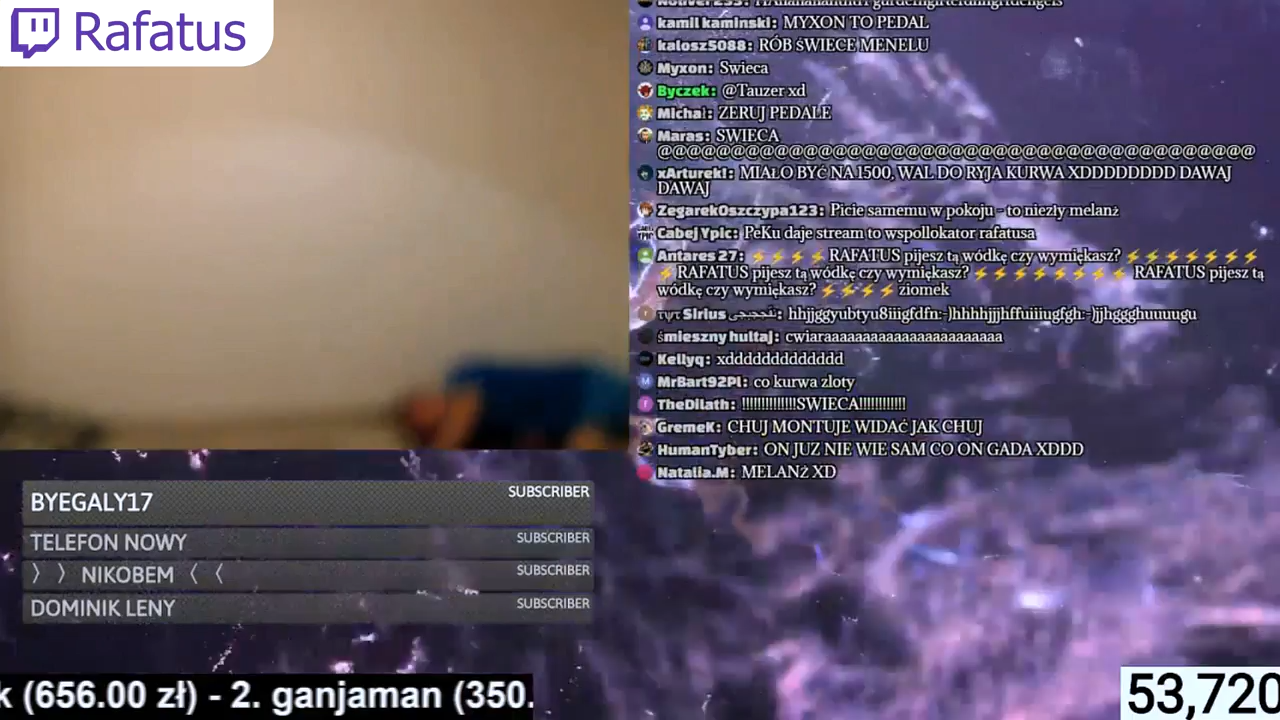 Rafatus
kamil kaminski: MYXON TO PEDAL
kalosz5088: RÓB ŚWIECE MENELU
Myxon: Swieca
Byczek: @Tauzer xd
Michal: ZERUJ PEDALE
Maras: SWIECA
@@@@@@@@@@@@@@@@@@@@@@@@@@@@@@@@@@@@@@@@@
xArturekI: MIAŁO BYĆ NA 1500, WAL DO RYJA KURWA XDDDDDDDD DAWAJ
DAWAJ
ZegarekOszczypa123: Picie samemu w pokoju - to niezły melanż
Cabej Ypic: PeKu daje stream to wspollokator rafatusa
Antares 27: ⚡⚡⚡⚡ RAFATUS pijesz tą wódkę czy wymiękasz? ⚡⚡⚡⚡⚡⚡⚡
⚡ RAFATUS pijesz tą wódkę czy wymiękasz? ⚡⚡⚡⚡⚡⚡⚡⚡ RAFATUS pijesz tą
wódkę czy wymiękasz? ⚡⚡⚡⚡ ziomek
Sirius : hhjjggyubtyu8iiigfdfn:-)hhhhjjjhffuiiiugfgh:-)jjhggghuuuugu
śmieszny hultaj: cwiaraaaaaaaaaaaaaaaaaaaaaaaaa
Kellyq: xddddddddddddd
MrBart92Pl: co kurwa zloty
TheDilath: !!!!!!!!!!!!!!!SWIECA!!!!!!!!!!!!
GremeK: CHUJ MONTUJE WIDAĆ JAK CHUJ
HumanTyber: ON JUZ NIE WIE SAM CO ON GADA XDDD
Natalia.M: MELANŻ XD
BYEGALY17 SUBSCRIBER
TELEFON NOWY SUBSCRIBER
〉 〉 NIKOBEM 〈 〈 SUBSCRIBER
DOMINIK LENY SUBSCRIBER
k (656.00 zł) - 2. ganjaman (350.
53,720